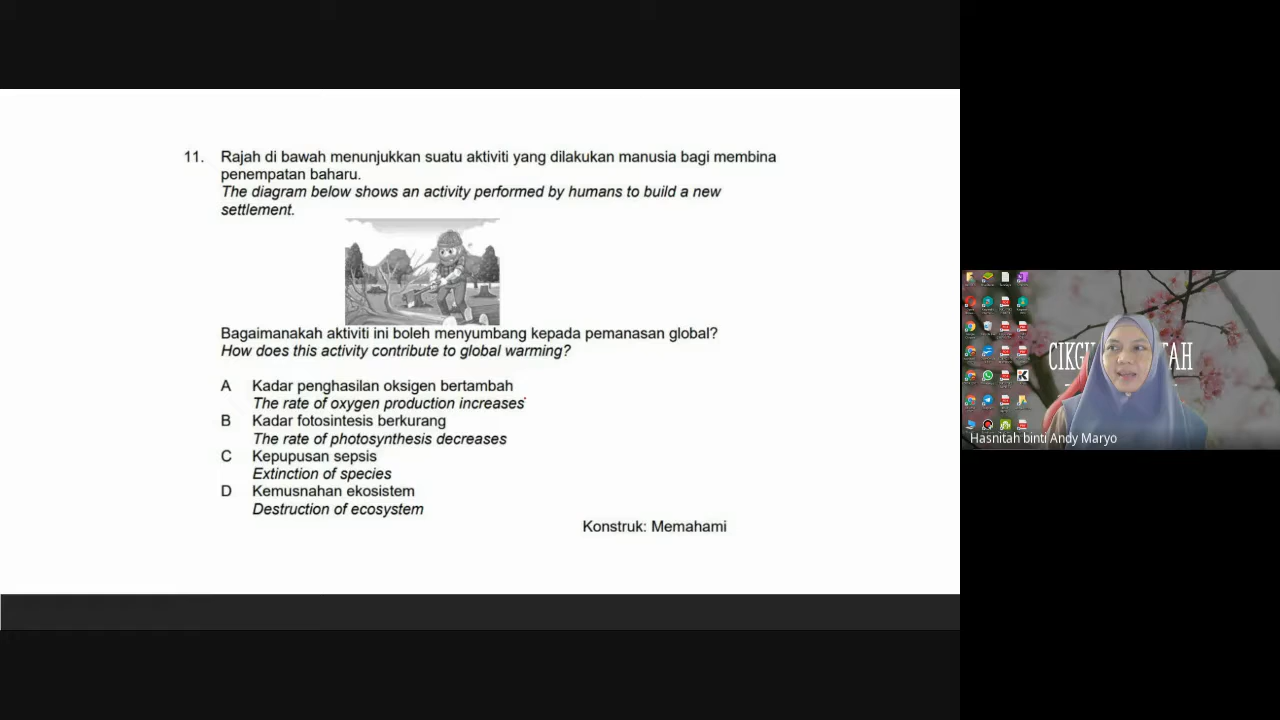 11. Rajah di bawah menunjukkan suatu aktiviti yang dilakukan manusia bagi membina
penempatan baharu.
The diagram below shows an activity performed by humans to build a new
settlement.
Bagaimanakah aktiviti ini boleh menyumbang kepada pemanasan global?
How does this activity contribute to global warming?
A Kadar penghasilan oksigen bertambah
The rate of oxygen production increases
B Kadar fotosintesis berkurang
The rate of photosynthesis decreases
C Kepupusan sepsis
Extinction of species
D Kemusnahan ekosistem
Destruction of ecosystem
Konstruk: Memahami
Hasnitah binti Andy Maryo